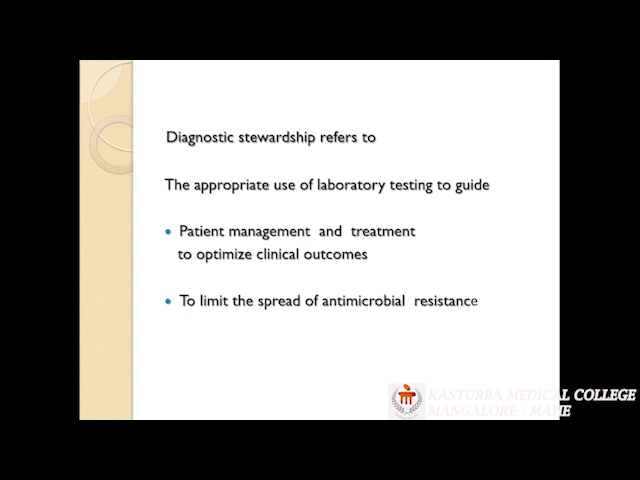 Diagnostic stewardship refers to
The appropriate use of laboratory testing to guide
Patient management and treatment
to optimize clinical outcomes
To limit the spread of antimicrobial resistance
KASTURBA MEDICAL COLLEGE
MANGALORE - MAHE